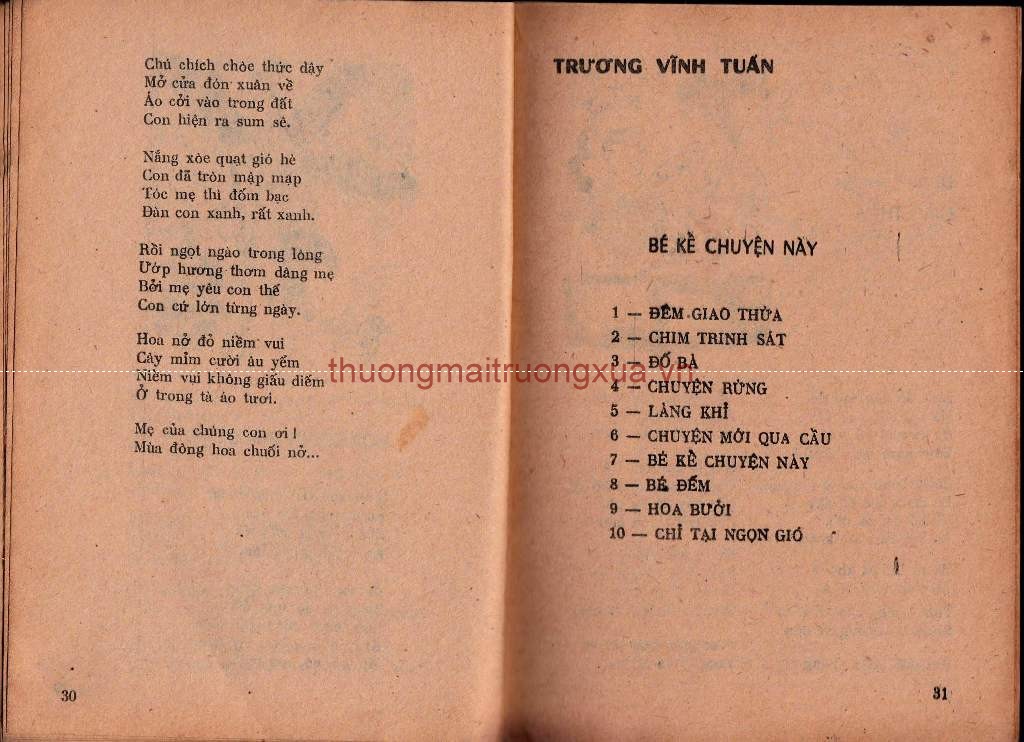 Chú chích chòe thức dậy
Mở cửa đón xuân về
Áo cởi vào trong đất
Con hiện ra sum sê.
Nắng xòe quạt gió hè
Con đã tròn mập mạp
Tóc mẹ thì đốm bạc
Đàn con xanh, rất xanh.
Rồi ngọt ngào trong lòng
Ướp hương thơm dâng mẹ
Bởi mẹ yêu con thế
Con cứ lớn từng ngày.
Hoa nở đỏ niềm vui
Cây mỉm cười âu yếm
Niềm vui không giấu diếm
Ở trong tà áo tươi.
Mẹ của chúng con ơi !
Mùa đông hoa chuối nở...
30
TRƯƠNG VĨNH TUẤN
BÉ KỂ CHUYỆN NÀY
1 — ĐÊM GIAO THỪA
2 — CHIM TRINH SÁT
3 — ĐỐ BÀ
thuongmaitruongxua.vn
4 — CHUYỆN RỪNG
5 — LÀNG KHỈ
6 — CHUYỆN MỚI QUA CẦU
7 — BÉ KỂ CHUYỆN NÀY
8 — BÉ ĐẾM
9 — HOA BƯỞI
10 — CHỈ TẠI NGỌN GIÓ
31